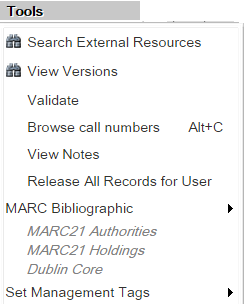 Tools
Search External Resources
View Versions
Validate
Browse call numbers Alt+C
View Notes
Release All Records for User
MARC Bibliographic
MARC21 Authorities
MARC21 Holdings
Dublin Core
Set Management Tags